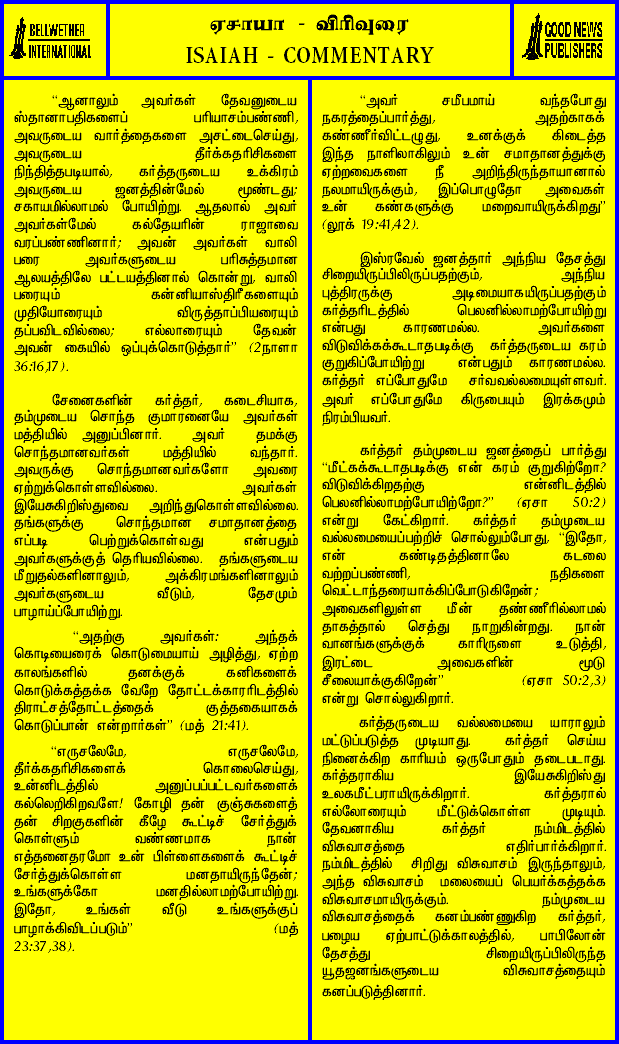 BELLWETHER
INTERNATIONAL
ஏசாயா - விரிவுரை
ISAIAH - COMMENTARY
GOOD NEWS
PUBLISHERS
“ஆனாலும் அவர்கள் தேவனுடைய
ஸ்தானாபதிகளைப் பரியாசம்பண்ணி,
அவருடைய வார்த்தைகளை அசட்டைசெய்து,
அவருடைய தீர்க்கதரிசிகளை
நிந்தித்தபடியால், கர்த்தருடைய உக்கிரம்
அவருடைய ஜனத்தின்மேல் மூண்டது;
சகாயமில்லாமல் போயிற்று. ஆதலால் அவர்
அவர்கள்மேல் கல்தேயரின் ராஜாவை
வரப்பண்ணினார்; அவன் அவர்கள் வாலி
பரை அவர்களுடைய பரிசுத்தமான
ஆலயத்திலே பட்டயத்தினால் கொன்று, வாலி
பரையும் கன்னியாஸ்திரீகளையும்
முதியோரையும் விருத்தாப்பியரையும்
தப்பவிடவில்லை; எல்லாரையும் தேவன்
அவன் கையில் ஒப்புக்கொடுத்தார்” (2நாளா
36:16,17).
சேனைகளின் கர்த்தர், கடைசியாக,
தம்முடைய சொந்த குமாரனையே அவர்கள்
மத்தியில் அனுப்பினார். அவர் தமக்கு
சொந்தமானவர்கள் மத்தியில் வந்தார்.
அவருக்கு சொந்தமானவர்களோ அவரை
ஏற்றுக்கொள்ளவில்லை. அவர்கள்
இயேசுகிறிஸ்துவை அறிந்துகொள்ளவில்லை.
தங்களுக்கு சொந்தமான சமாதானத்தை
எப்படி பெற்றுக்கொள்வது என்பதும்
அவர்களுக்குத் தெரியவில்லை. தங்களுடைய
மீறுதல்களினாலும், அக்கிரமங்களினாலும்
அவர்களுடைய வீடும், தேசமும்
பாழாய்ப்போயிற்று.
“அதற்கு அவர்கள்: அந்தக்
கொடியரைக் கொடுமையாய் அழித்து, ஏற்ற
காலங்களில் தனக்குக் கனிகளைக்
கொடுக்கத்தக்க வேறே தோட்டக்காரரிடத்தில்
திராட்சத்தோட்டத்தைக் குத்தகையாகக்
கொடுப்பான் என்றார்கள்” (மத் 21:41).
“எருசலேமே, எருசலேமே,
தீர்க்கதரிசிகளைக் கொலைசெய்து,
உன்னிடத்தில் அனுப்பப்பட்டவர்களைக்
கல்லெறிகிறவளே! கோழி தன் குஞ்சுகளைத்
தன் சிறகுகளின் கீழே கூட்டிச் சேர்த்துக்
கொள்ளும் வண்ணமாக நான்
எத்தனைதரமோ உன் பிள்ளைகளைக் கூட்டிச்
சேர்த்துக்கொள்ள மனதாயிருந்தேன்;
உங்களுக்கோ மனதில்லாமற்போயிற்று.
இதோ, உங்கள் வீடு உங்களுக்குப்
பாழாக்கிவிடப்படும்” (மத்
23:37,38).
“அவர் சமீபமாய் வந்தபோது
நகரத்தைப்பார்த்து, அதற்காகக்
கண்ணீர்விட்டழுது, உனக்குக் கிடைத்த
இந்த நாளிலாகிலும் உன் சமாதானத்துக்கு
ஏற்றவைகளை நீ அறிந்திருந்தாயானால்
நலமாயிருக்கும், இப்பொழுதோ அவைகள்
உன் கண்களுக்கு மறைவாயிருக்கிறது”
(லூக் 19:41,42).
இஸ்ரவேல் ஜனத்தார் அந்நிய தேசத்து
சிறையிருப்பிலிருப்பதற்கும், அந்நிய
புத்திரருக்கு அடிமையாகயிருப்பதற்கும்
கர்த்தரிடத்தில் பெலனில்லாமற்போயிற்று
என்பது காரணமல்ல. அவர்களை
விடுவிக்கக்கூடாதபடிக்கு கர்த்தருடைய கரம்
குறுகிப்போயிற்று என்பதும் காரணமல்ல.
கர்த்தர் எப்போதுமே சர்வவல்லமையுள்ளவர்.
அவர் எப்போதுமே கிருபையும் இரக்கமும்
நிரம்பியவர்.
கர்த்தர் தம்முடைய ஜனத்தைப் பார்த்து
“மீட்கக்கூடாதபடிக்கு என் கரம் குறுகிற்றோ?
விடுவிக்கிறதற்கு என்னிடத்தில்
பெலனில்லாமற்போயிற்றோ?” (ஏசா 50:2)
என்று கேட்கிறார். கர்த்தர் தம்முடைய
வல்லமையைப்பற்றிச் சொல்லும்போது, “இதோ,
என் கண்டிதத்தினாலே கடலை
வற்றப்பண்ணி, நதிகளை
வெட்டாந்தரையாக்கிப்போடுகிறேன்;
அவைகளிலுள்ள மீன் தண்ணீரில்லாமல்
தாகத்தால் செத்து நாறுகின்றது. நான்
வானங்களுக்குக் காரிருளை உடுத்தி,
இரட்டை அவைகளின் மூடு
சீலையாக்குகிறேன்” (ஏசா 50:2,3)
என்று சொல்லுகிறார்.
கர்த்தருடைய வல்லமையை யாராலும்
மட்டுப்படுத்த முடியாது. கர்த்தர் செய்ய
நினைக்கிற காரியம் ஒருபோதும் தடைபடாது.
கர்த்தராகிய இயேசுகிறிஸ்து
உலகமீட்பராயிருக்கிறார். கர்த்தரால்
எல்லோரையும் மீட்டுக்கொள்ள முடியும்.
தேவனாகிய கர்த்தர் நம்மிடத்தில்
விசுவாசத்தை எதிர்பார்க்கிறார்.
நம்மிடத்தில் சிறிது விசுவாசம் இருந்தாலும்,
அந்த விசுவாசம் மலையைப் பெயர்க்கத்தக்க
விசுவாசமாயிருக்கும். நம்முடைய
விசுவாசத்தைக் கனம்பண்ணுகிற கர்த்தர்,
பழைய ஏற்பாட்டுக்காலத்தில், பாபிலோன்
தேசத்து சிறையிருப்பிலிருந்த
யூதஜனங்களுடைய விசுவாசத்தையும்
கனப்படுத்தினார்.